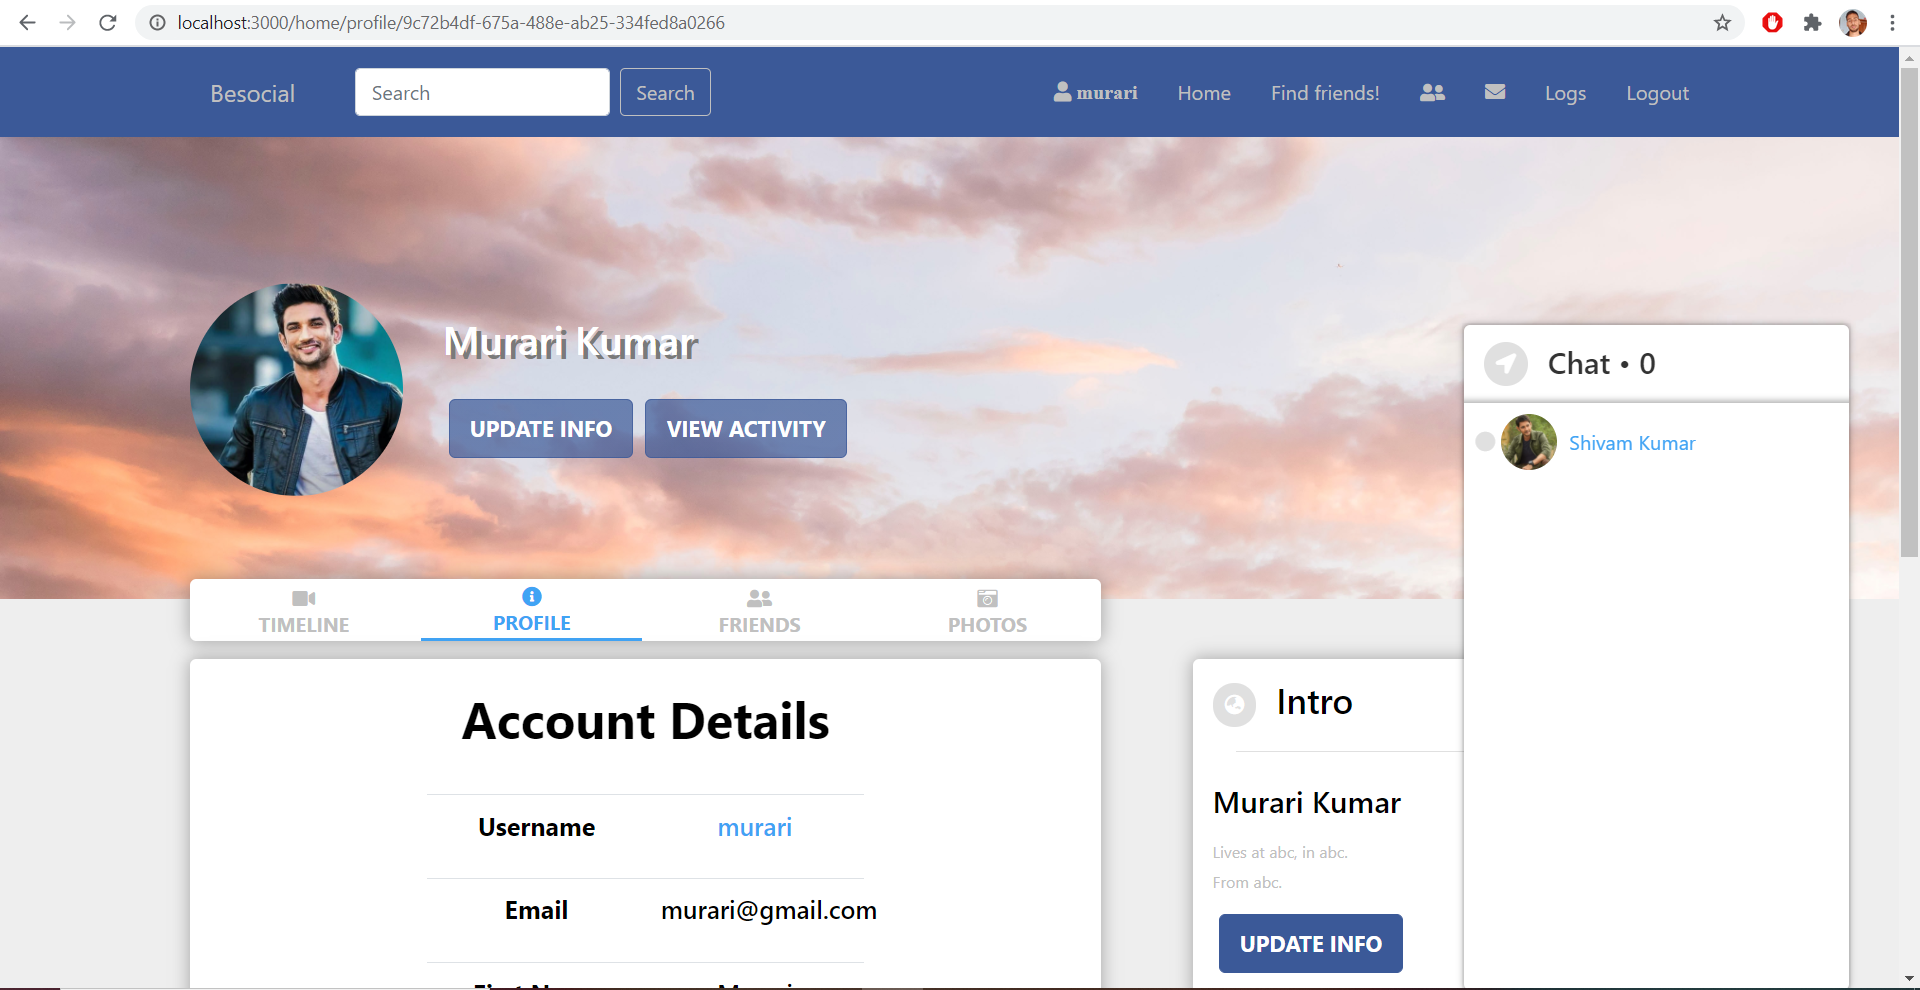 localhost:3000/home/profile/9c72b4df-675a-488e-ab25-334fed8a0266
Besocial
Search
Search
murari
Home
Find friends!
Logs
Logout
Murari Kumar
UPDATE INFO
VIEW ACTIVITY
Chat • 0
Shivam Kumar
TIMELINE
PROFILE
FRIENDS
PHOTOS
Account Details
Username murari
Email murari@gmail.com
Intro
Murari Kumar
Lives at abc, in abc.
From abc.
UPDATE INFO